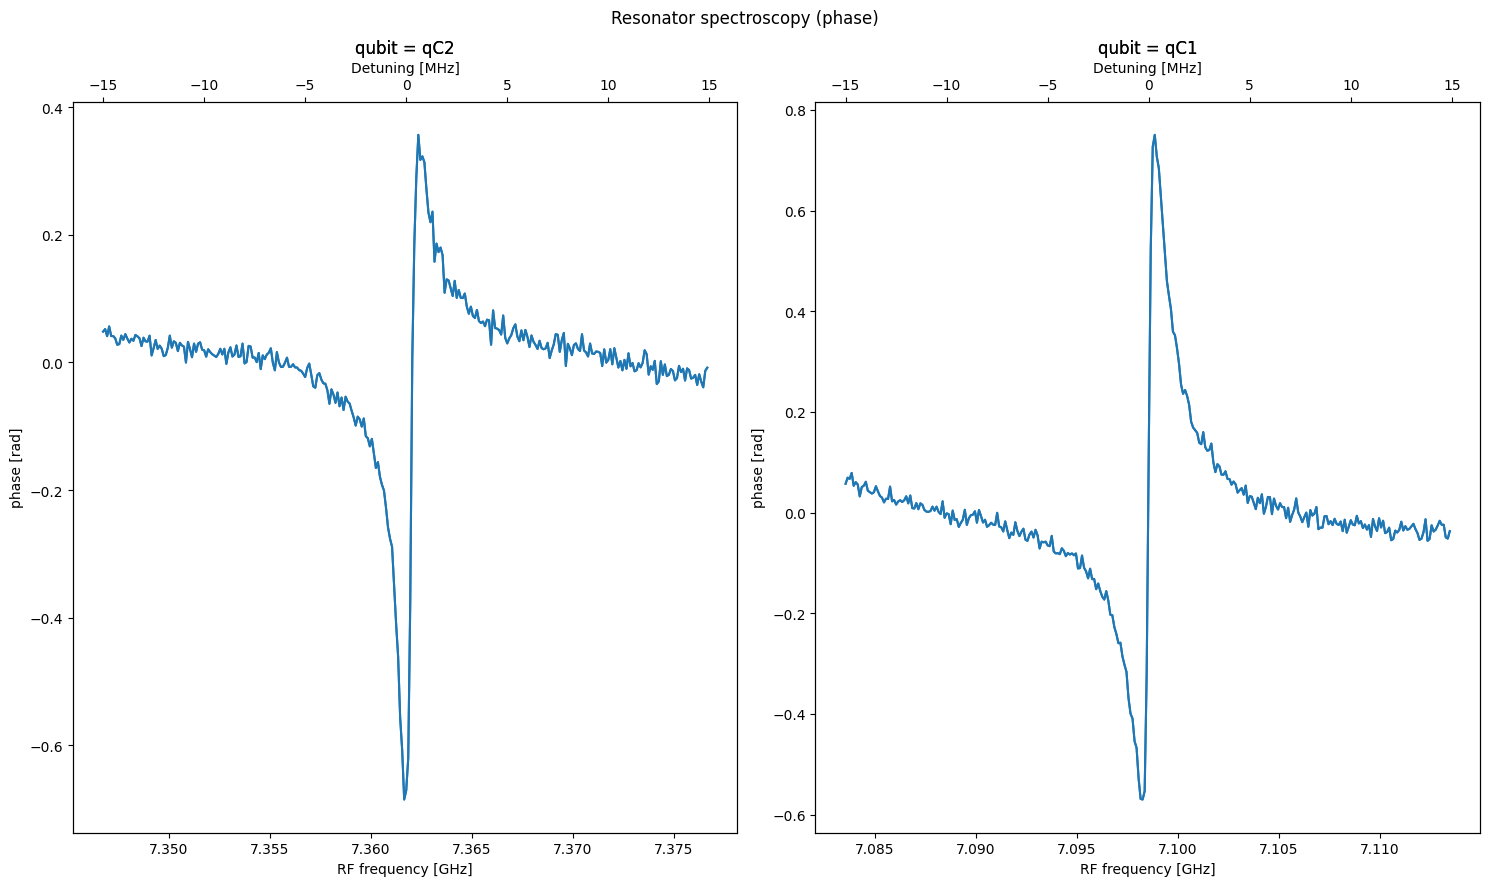 Resonator spectroscopy (phase)
qubit = qC2
Detuning [MHz]
−15 −10 −5 0 5 10 15
0.4
0.2
0.0
−0.2
−0.4
−0.6
phase [rad]
7.350 7.355 7.360 7.365 7.370 7.375
RF frequency [GHz]
qubit = qC1
Detuning [MHz]
−15 −10 −5 0 5 10 15
0.8
0.6
0.4
0.2
0.0
−0.2
−0.4
−0.6
phase [rad]
7.085 7.090 7.095 7.100 7.105 7.110
RF frequency [GHz]